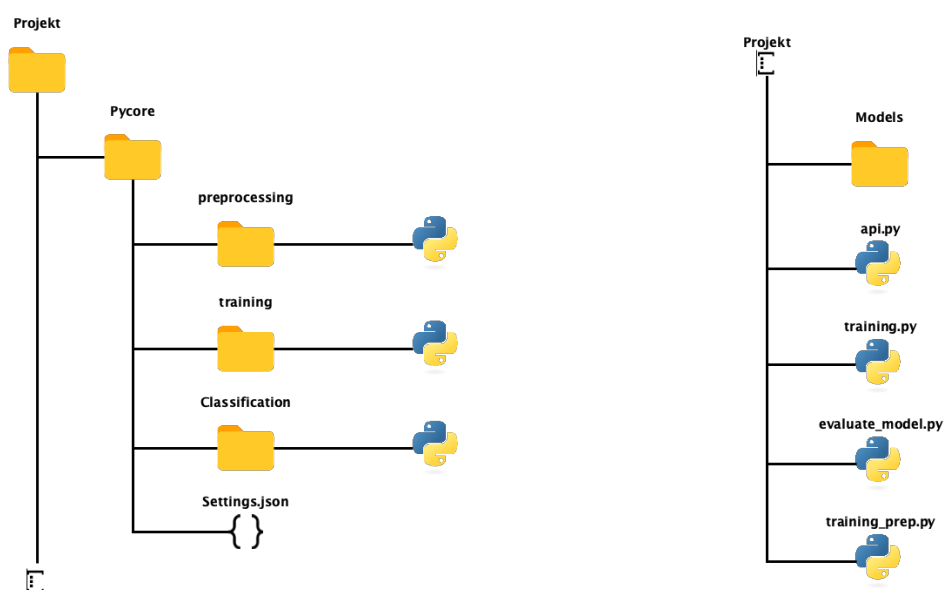 Projekt
Pycore
preprocessing
training
Classification
Settings.json
{ }
[...
Projekt
[...
Models
api.py
training.py
evaluate_model.py
training_prep.py